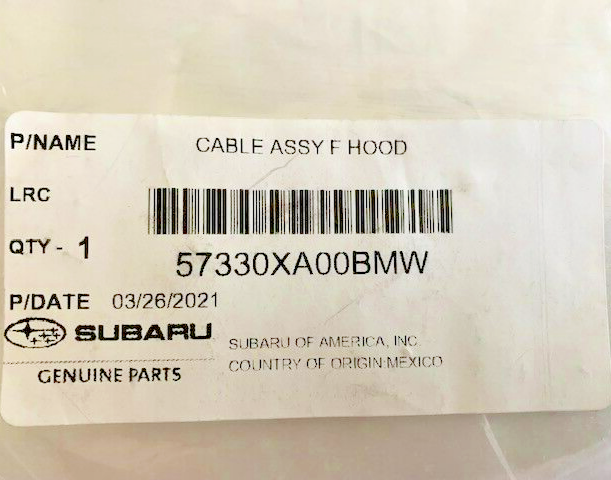 P/NAME CABLE ASSY F HOOD
LRC
QTY - 1 57330XA00BMW
P/DATE 03/26/2021
SUBARU SUBARU OF AMERICA, INC
GENUINE PARTS COUNTRY OF ORIGIN:MEXICO